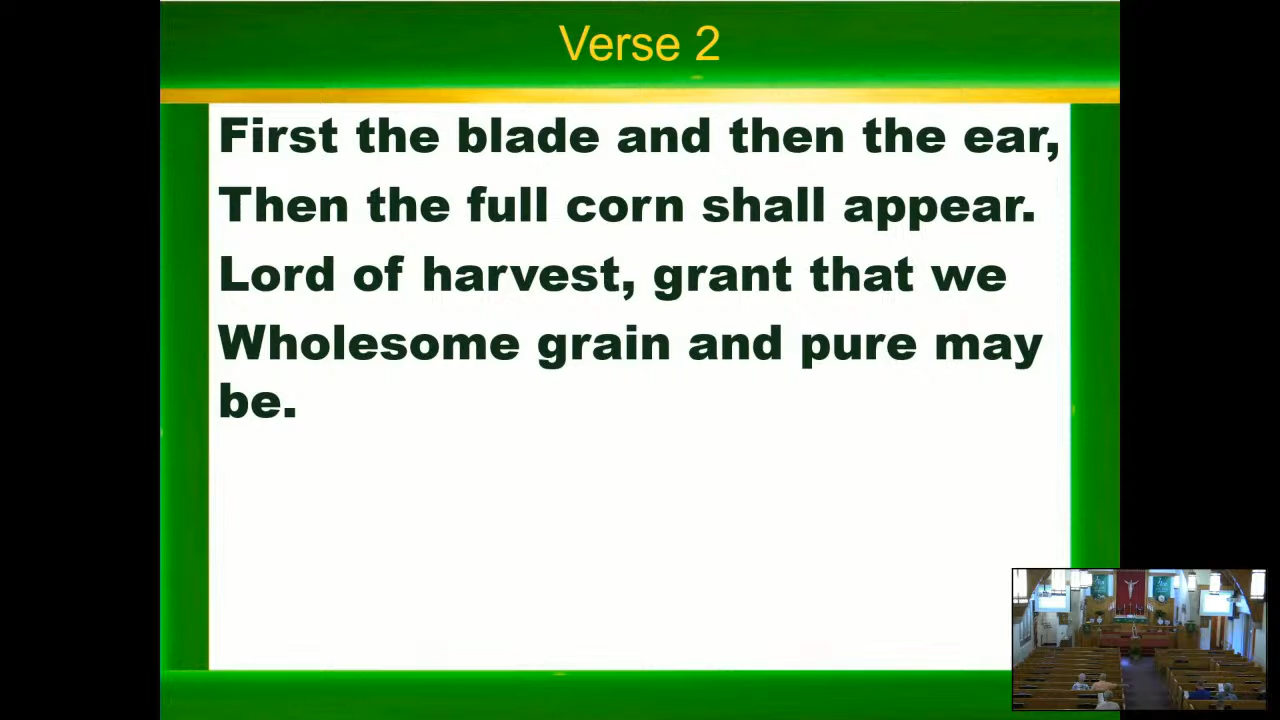 Verse 2
First the blade and then the ear,
Then the full corn shall appear.
Lord of harvest, grant that we
Wholesome grain and pure may
be.